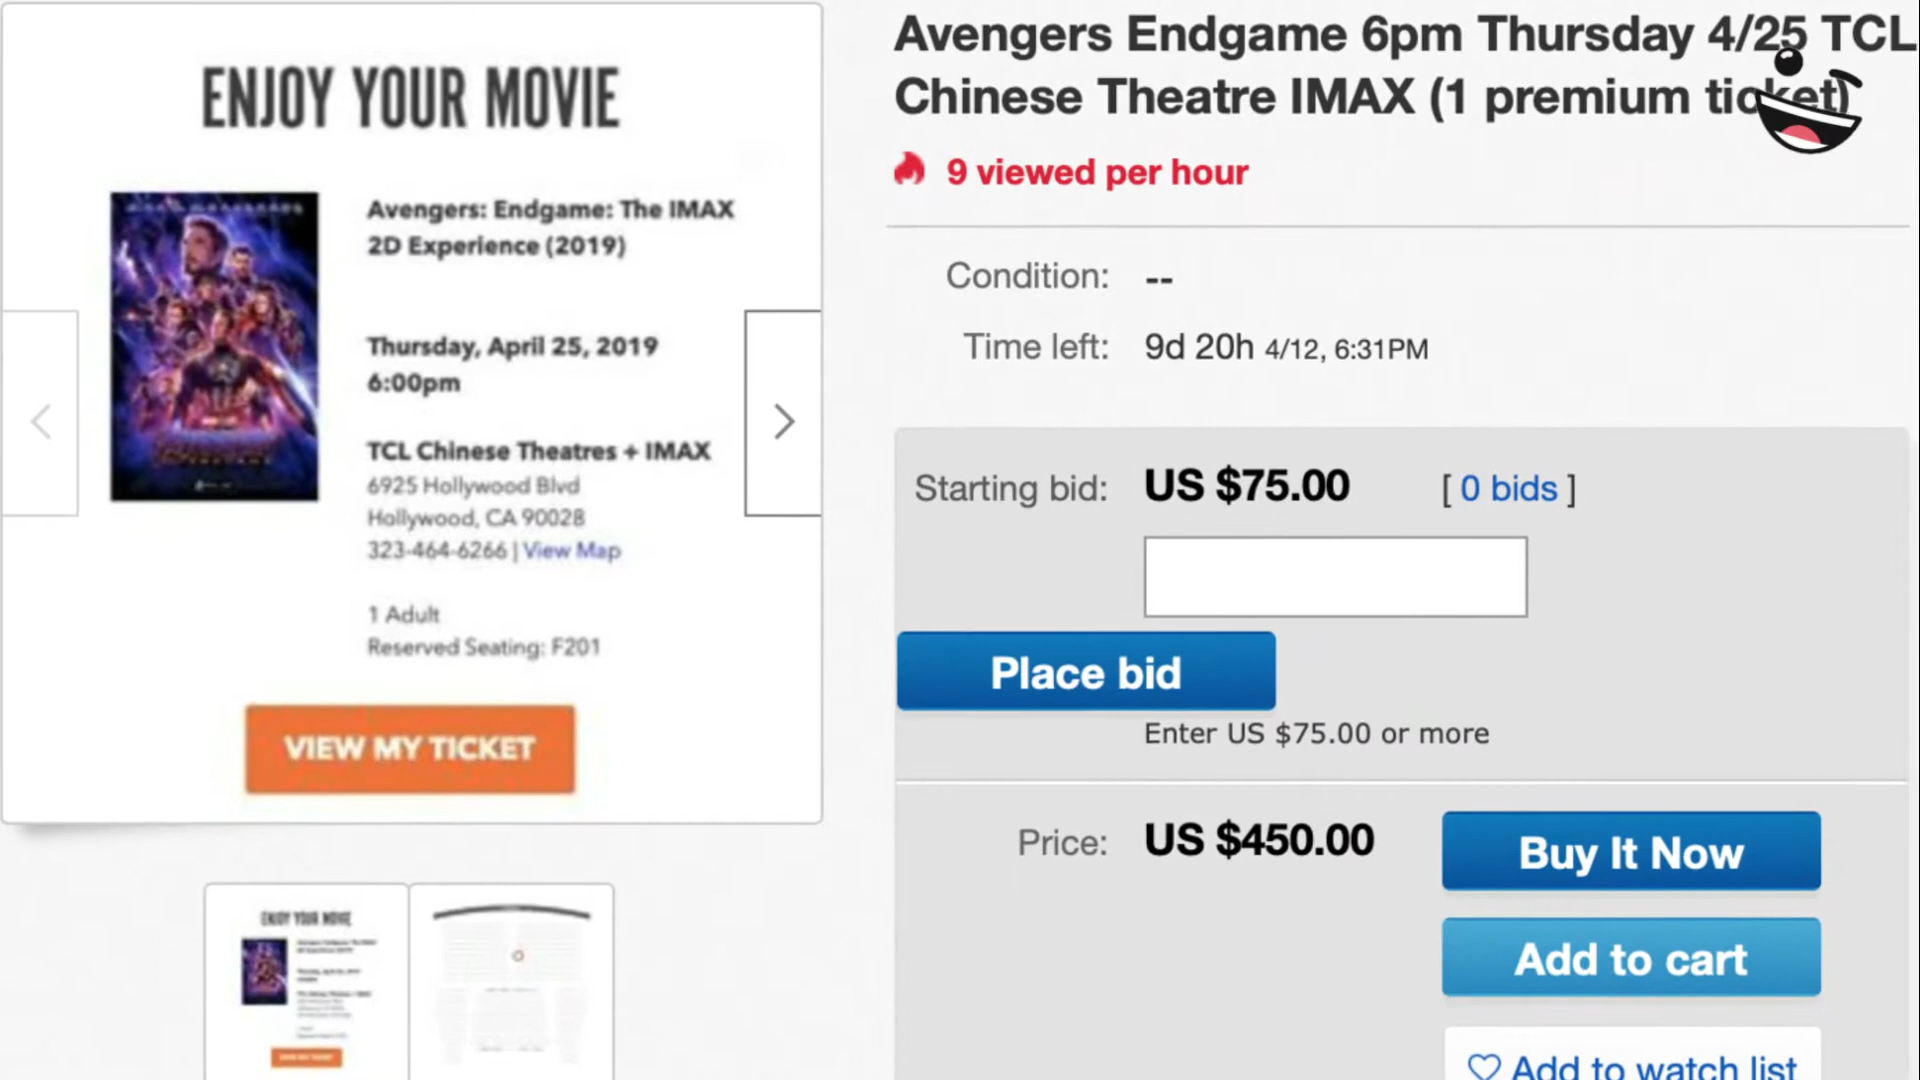 ENJOY YOUR MOVIE
Avengers: Endgame: The IMAX
2D Experience (2019)
Thursday, April 25, 2019
6:00pm
TCL Chinese Theatres + IMAX
6925 Hollywood Blvd
Hollywood, CA 90028
323-464-6266 | View Map
1 Adult
Reserved Seating: F201
VIEW MY TICKET
ENJOY YOUR MOVIE
Avengers Endgame 6pm Thursday 4/25 TCL
Chinese Theatre IMAX (1 premium ticket)
9 viewed per hour
Condition: --
Time left: 9d 20h 4/12, 6:31PM
Starting bid: US $75.00 [ 0 bids ]
Place bid
Enter US $75.00 or more
Price: US $450.00
Buy It Now
Add to cart
Add to watch list